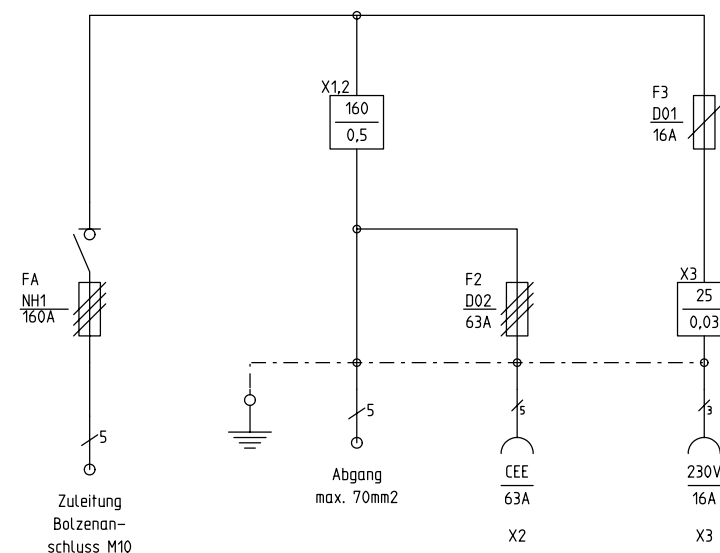 X1,2
160
0,5
F3
D01
16A
FA
NH1
160A
F2
D02
63A
X3
25
0,03
5
5
5
3
Zuleitung
Bolzenan-
schluss M10
Abgang
max. 70mm2
CEE
63A
X2
230V
16A
X3